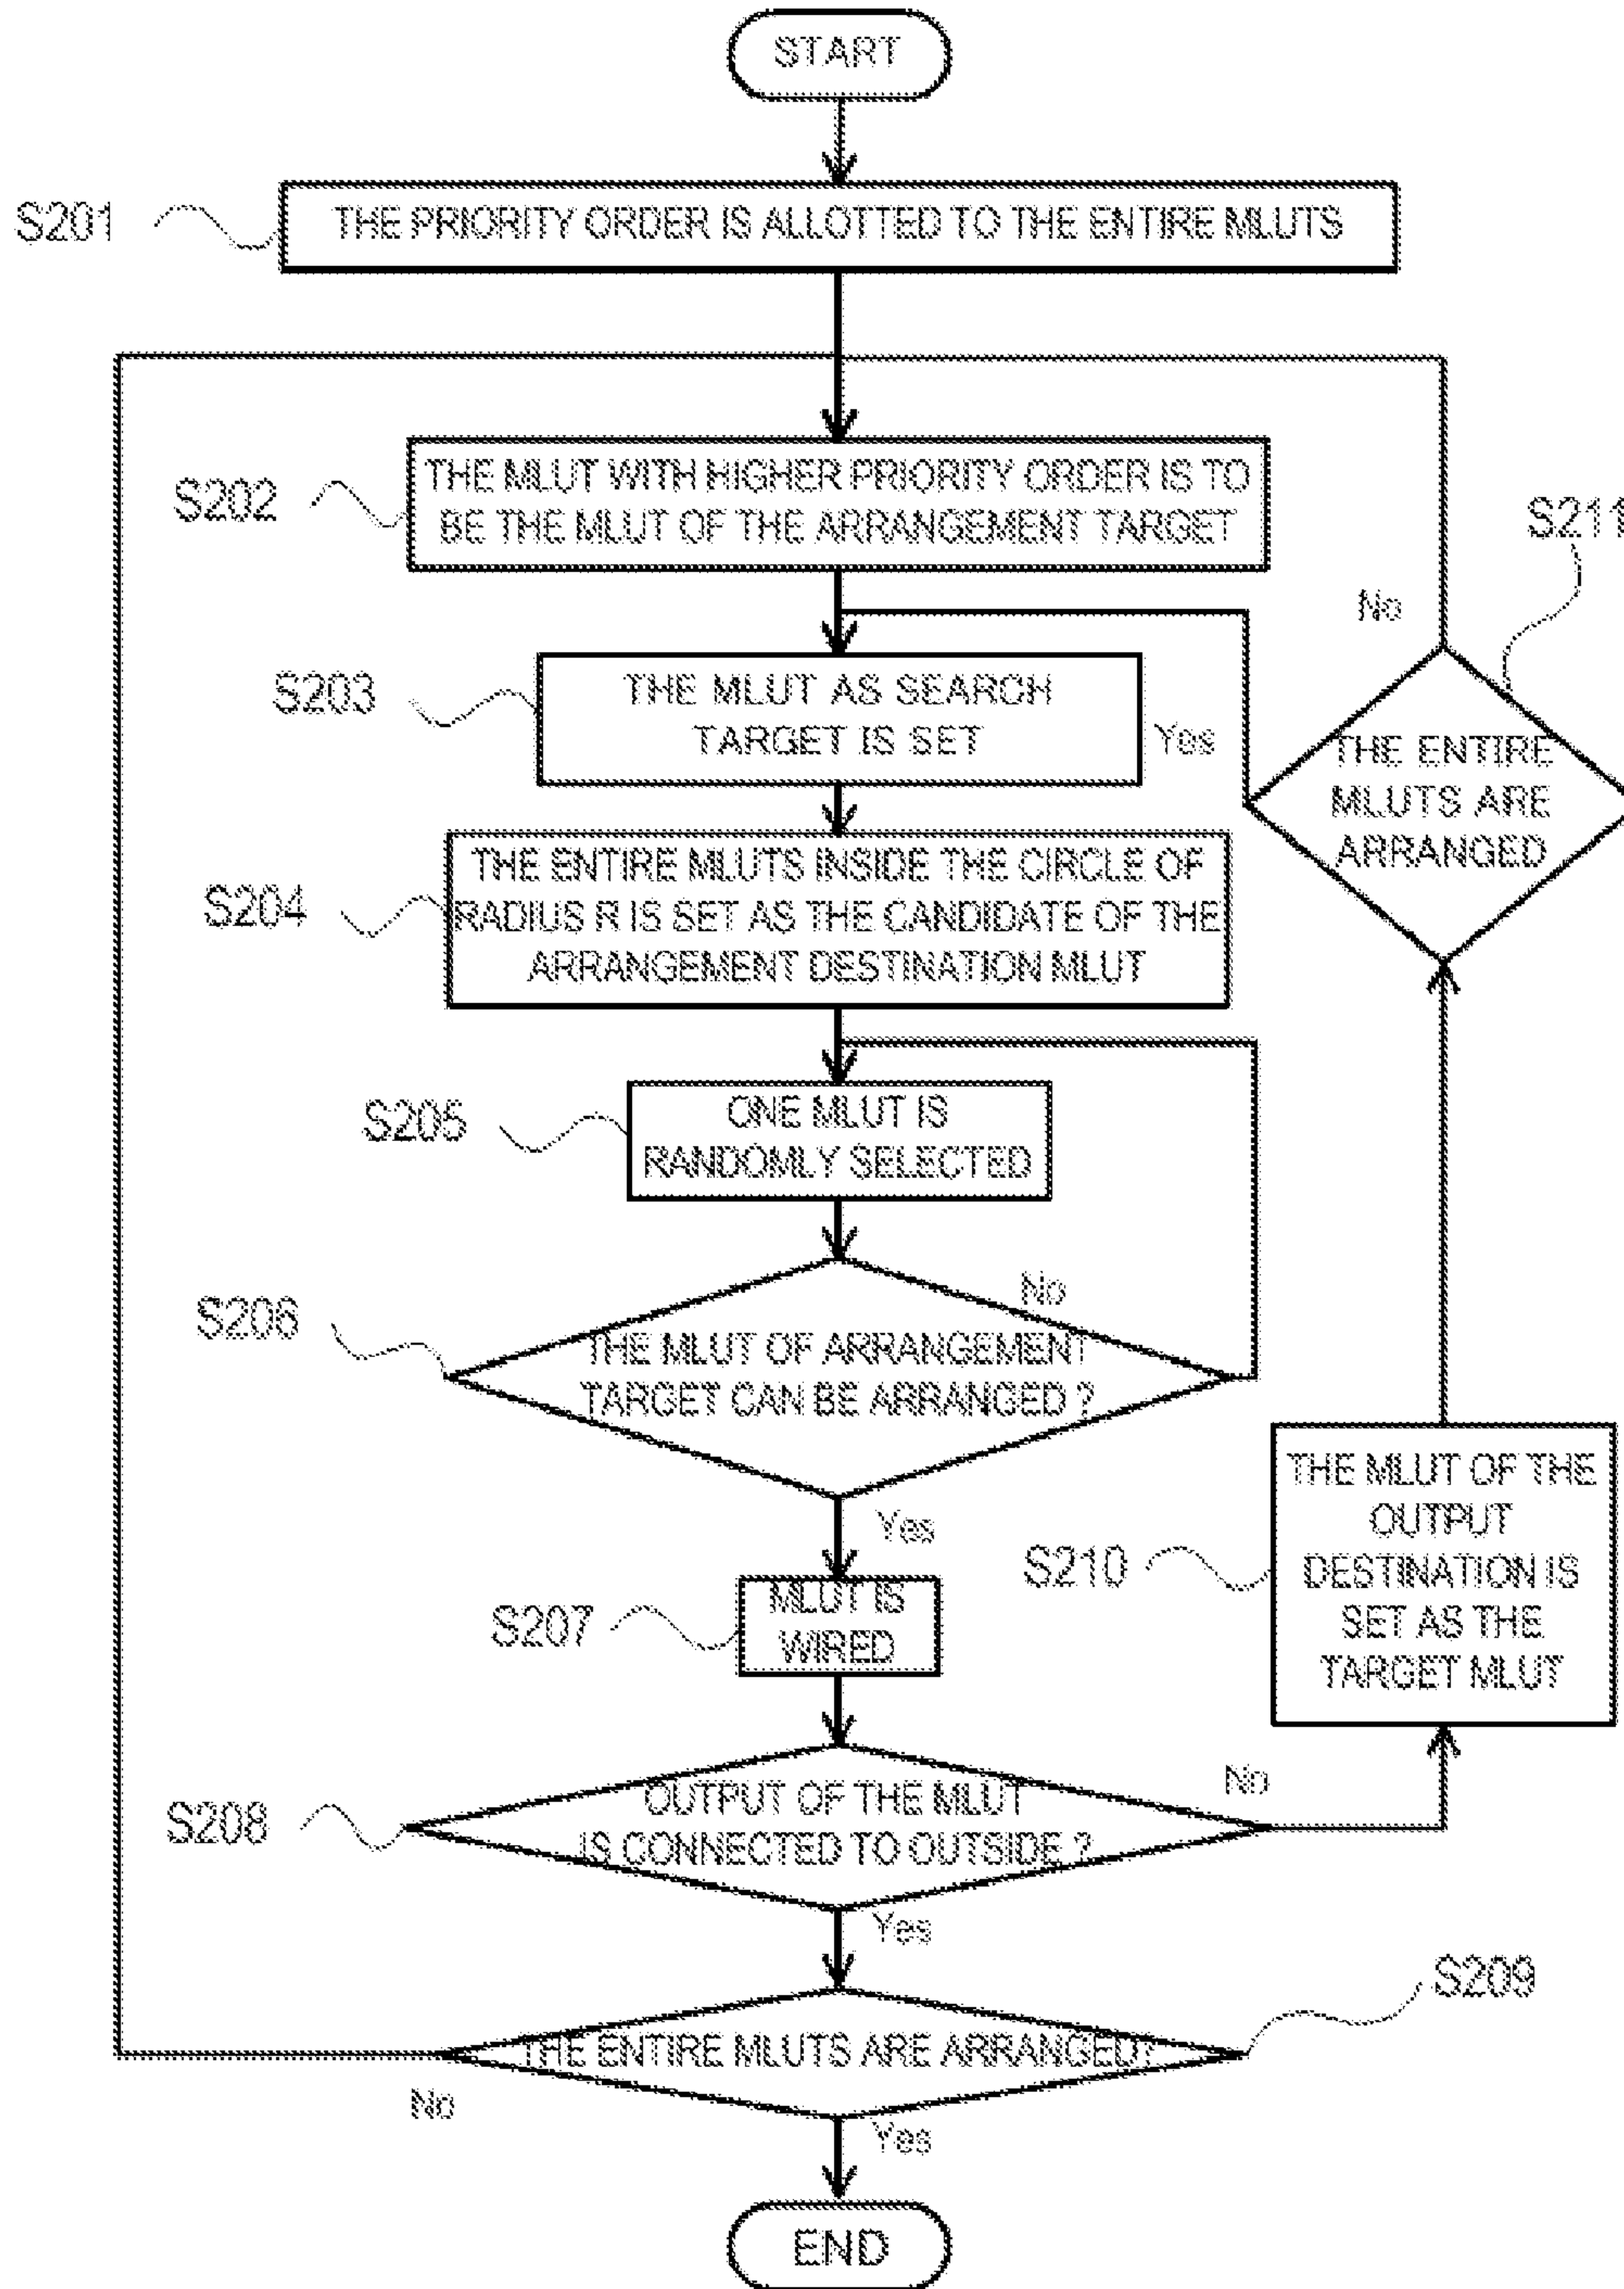 START
S201
THE PRIORITY ORDER IS ALLOTTED TO THE ENTIRE MLUTS
S202
THE MLUT WITH HIGHER PRIORITY ORDER IS TO
BE THE MLUT OF THE ARRANGEMENT TARGET
S211
No
S203
THE MLUT AS SEARCH
TARGET IS SET
Yes
THE ENTIRE
MLUTS ARE
ARRANGED
S204
THE ENTIRE MLUTS INSIDE THE CIRCLE OF
RADIUS R IS SET AS THE CANDIDATE OF THE
ARRANGEMENT DESTINATION MLUT
S205
ONE MLUT IS
RANDOMLY SELECTED
S206
No
THE MLUT OF ARRANGEMENT
TARGET CAN BE ARRANGED ?
Yes
S210
THE MLUT OF THE
OUTPUT
DESTINATION IS
SET AS THE
TARGET MLUT
S207
MLUT IS
WIRED
S208
OUTPUT OF THE MLUT
IS CONNECTED TO OUTSIDE ?
No
Yes
S209
THE ENTIRE MLUTS ARE ARRANGED?
No
Yes
END